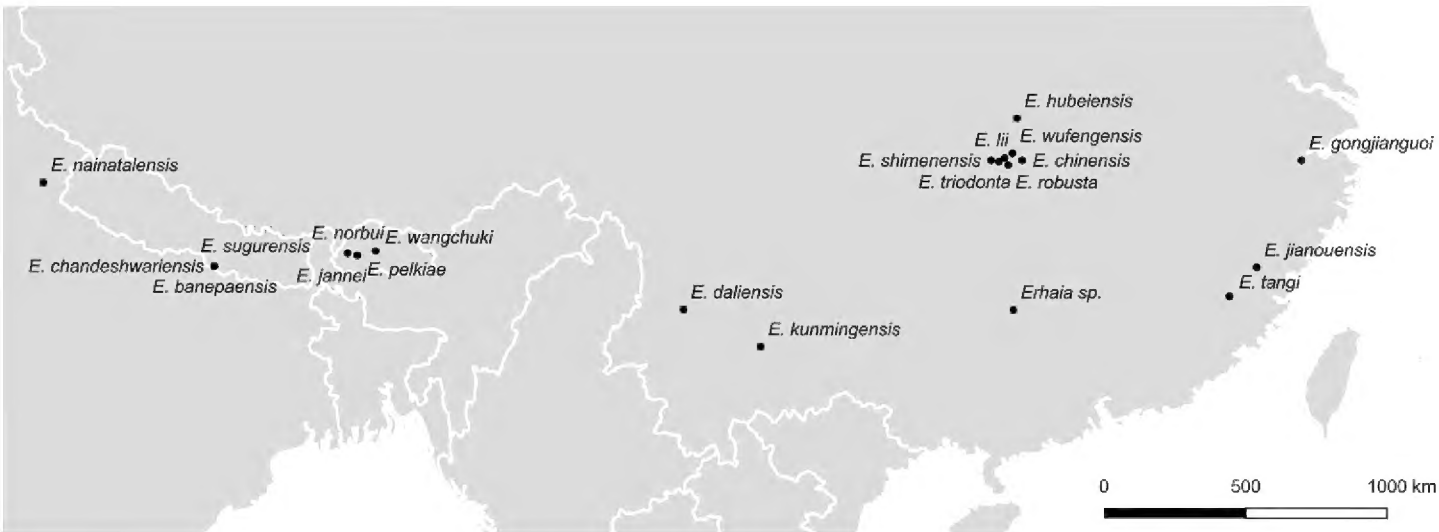 E. hubeiensis
E. lii
E. wufengensis
E. gongjianguoi
E. nainatalensis
E. shimenensis
E. chinensis
E. triodonta E. robusta
E. norbui
E. wangchuki
E. sugurensis
E. jannei
E. pelkiae
E. chandeshwariensis
E. banepaensis
E. jianouensis
E. tangi
E. daliensis
Erhaia sp.
E. kunmingensis
0 500 1000 km